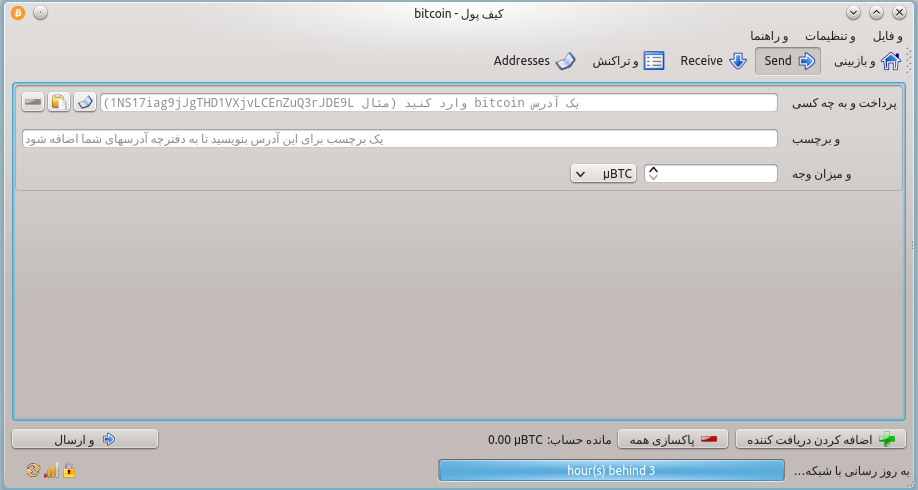 کیف پول - bitcoin
و فایل و تنظیمات و راهنما
و بازبینی Send Receive و تراکنش Addresses
پرداخت و به چه کسی
یک آدرس bitcoin وارد کنید (مثال 1NS17iag9jJgTHD1VXjvLCEnZuQ3rJDE9L)
و برچسب
یک برچسب برای این آدرس بنویسید تا به دفترچه آدرسهای شما اضافه شود
و میزان وجه
µBTC
اضافه کردن دریافت کننده پاکسازی همه مانده حساب: 0.00 µBTC و ارسال
به روز رسانی با شبکه... hour(s) behind 3